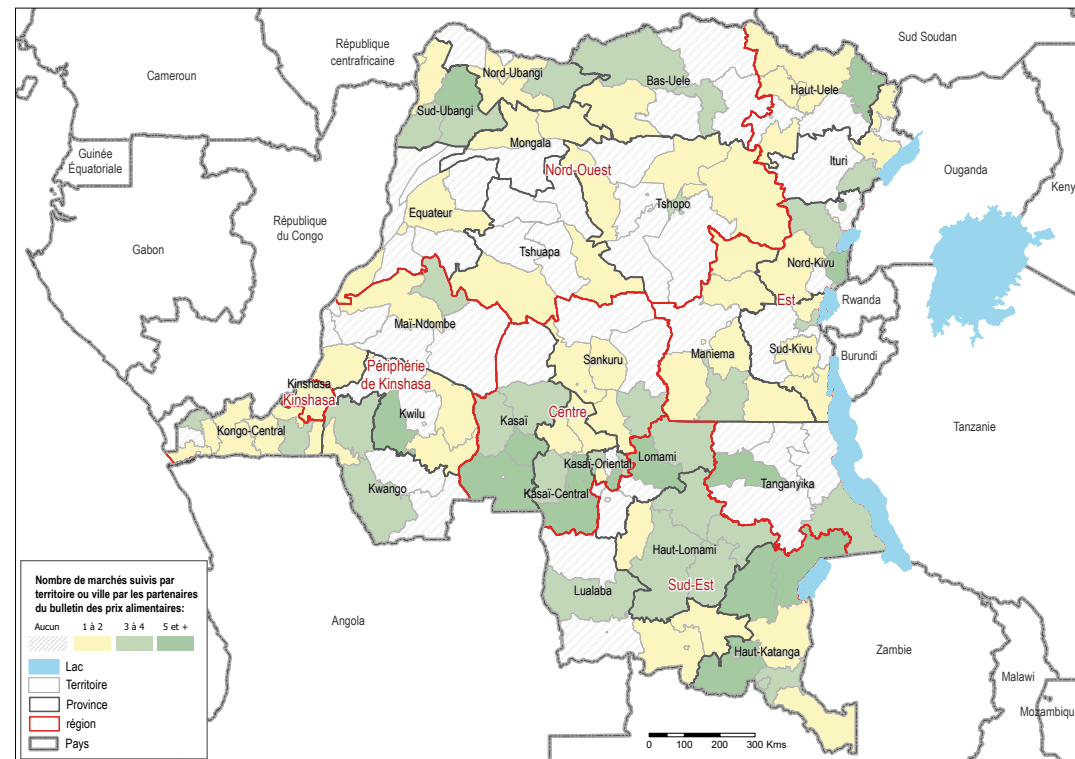 Sud Soudan
République
centrafricaine
Cameroun
Nord-Ubangi
Bas-Uele
Haut-Uele
Sud-Ubangi
Mongala
Guinée
Équatoriale
Nord-Ouest
Ituri
Ouganda
Keny
République
du Congo
Equateur
Tshopo
Gabon
Tshuapa
Nord-Kivu
Est
Rwanda
Maï-Ndombe
Sankuru
Maniema
Sud-Kivu
Burundi
Périphérie
de Kinshasa
Kinshasa
Kinshasa
Kwilu
Kasaï
Centre
Kongo-Central
Tanzanie
Kasaï-Oriental
Lomami
Kwango
Kasaï-Central
Tanganyika
Haut-Lomami
Sud-Est
Lualaba
Angola
Haut-Katanga
Zambie
Malawi
Mozambique
Nombre de marchés suivis par
territoire ou ville par les partenaires
du bulletin des prix alimentaires:
Aucun 1 à 2 3 à 4 5 et +
Lac
Territoire
Province
région
Pays
0 100 200 300 Kms